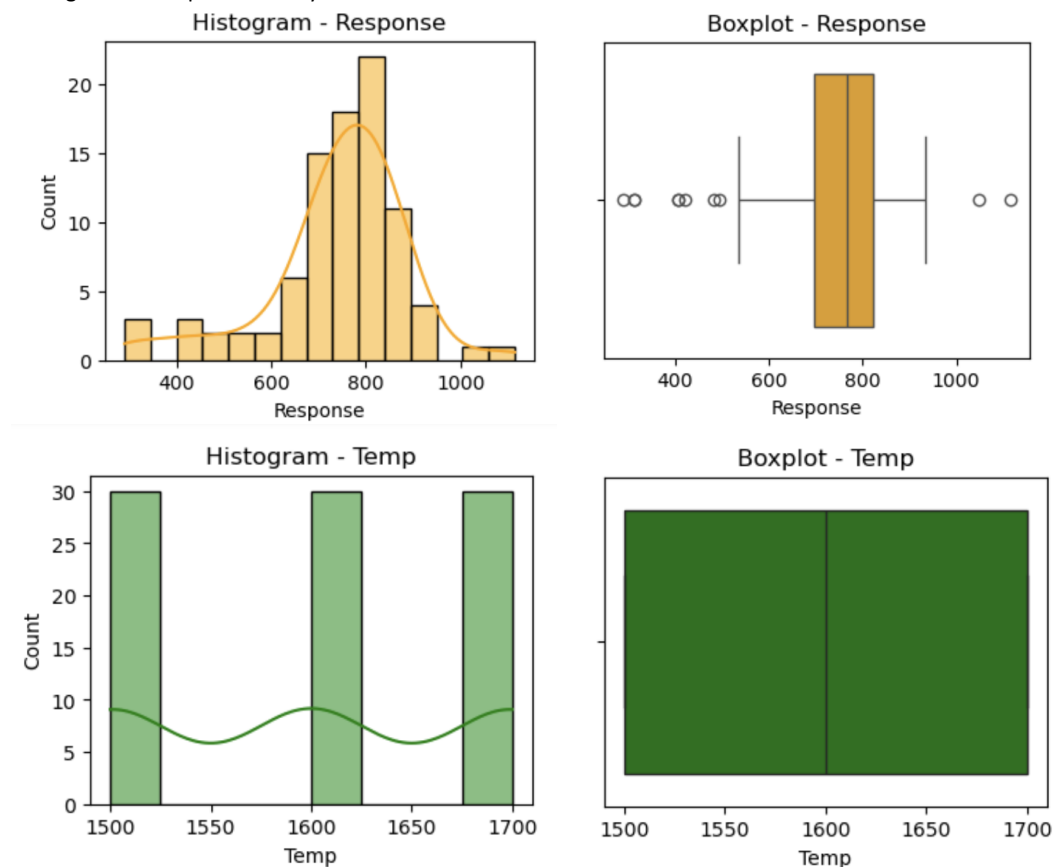 Histogram - Response
Boxplot - Response
Count
20
15
10
5
0
400 600 800 1000
Response
400 600 800 1000
Response
Histogram - Temp
Boxplot - Temp
Count
30
25
20
15
10
5
0
1500 1550 1600 1650 1700
Temp
1500 1550 1600 1650 1700
Temp